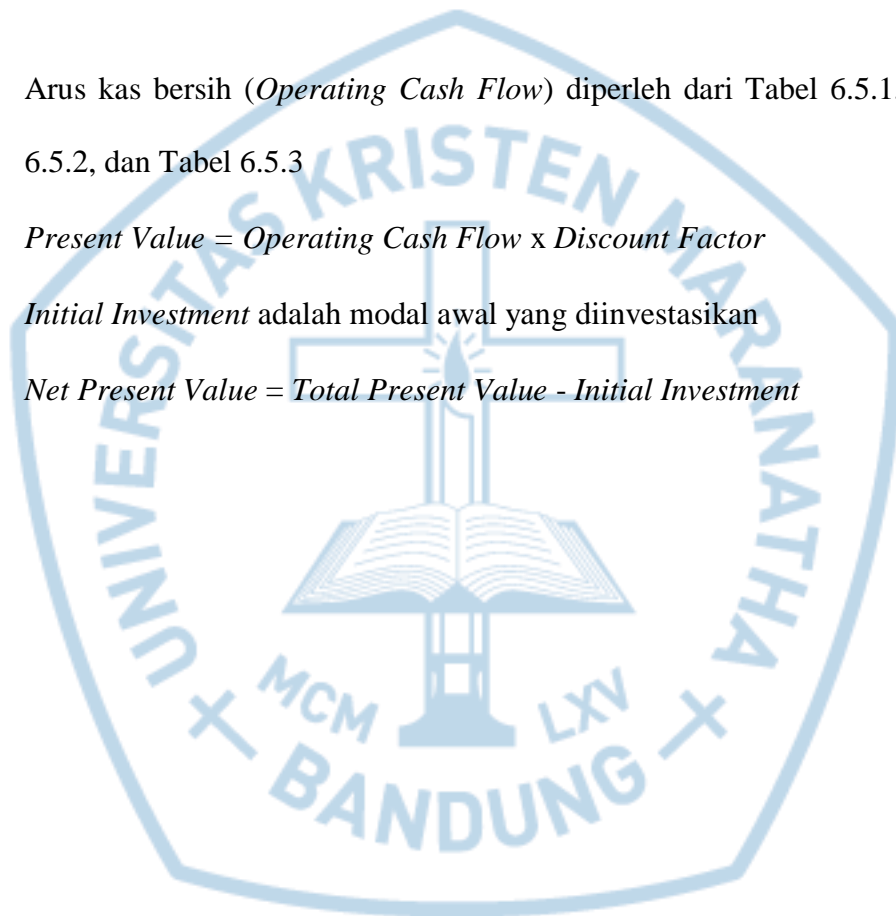 Arus kas bersih (Operating Cash Flow) diperleh dari Tabel 6.5.1
6.5.2, dan Tabel 6.5.3
Present Value = Operating Cash Flow x Discount Factor
Initial Investment adalah modal awal yang diinvestasikan
Net Present Value = Total Present Value - Initial Investment
UNIVERSITAS KRISTEN MARANATHA
MCM LXV
BANDUNG